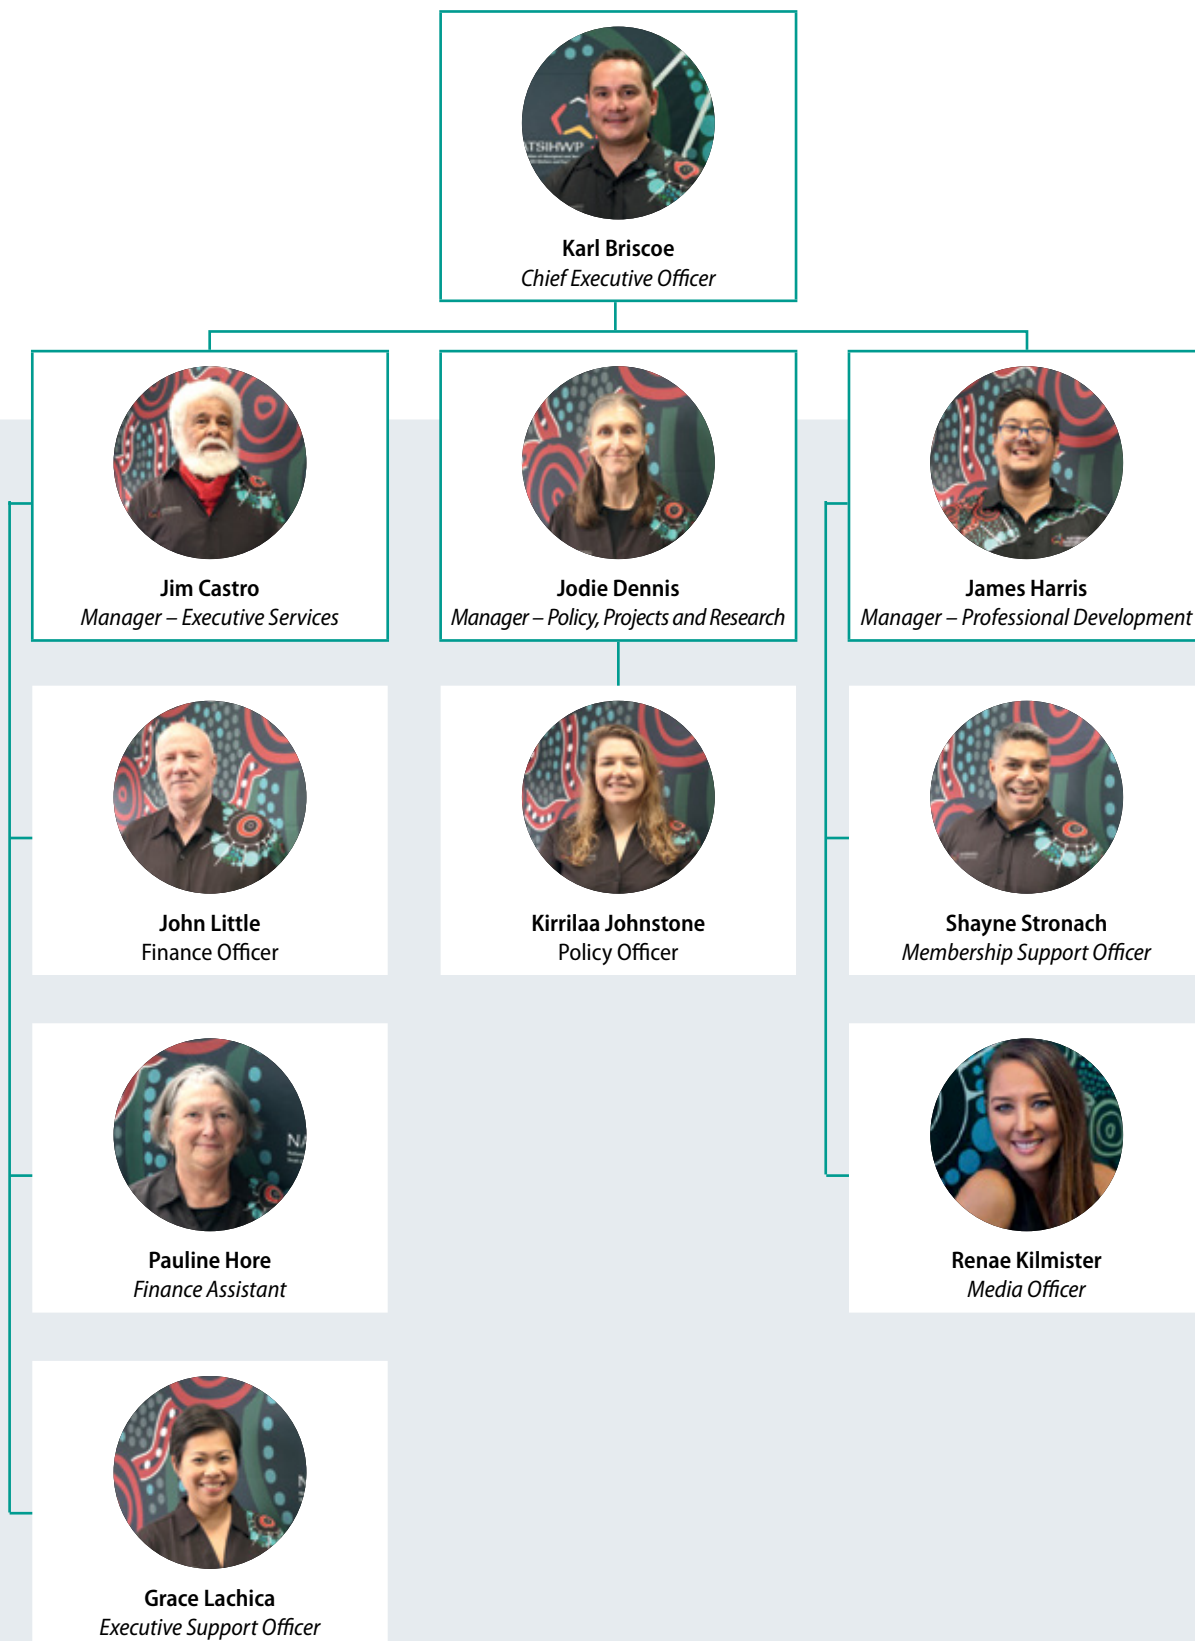 ATSIHWP
Karl Briscoe
Chief Executive Officer
Jim Castro
Manager – Executive Services
Jodie Dennis
Manager – Policy, Projects and Research
James Harris
Manager – Professional Development
John Little
Finance Officer
Kirrilaa Johnstone
Policy Officer
Shayne Stronach
Membership Support Officer
Pauline Hore
Finance Assistant
Renae Kilmister
Media Officer
Grace Lachica
Executive Support Officer